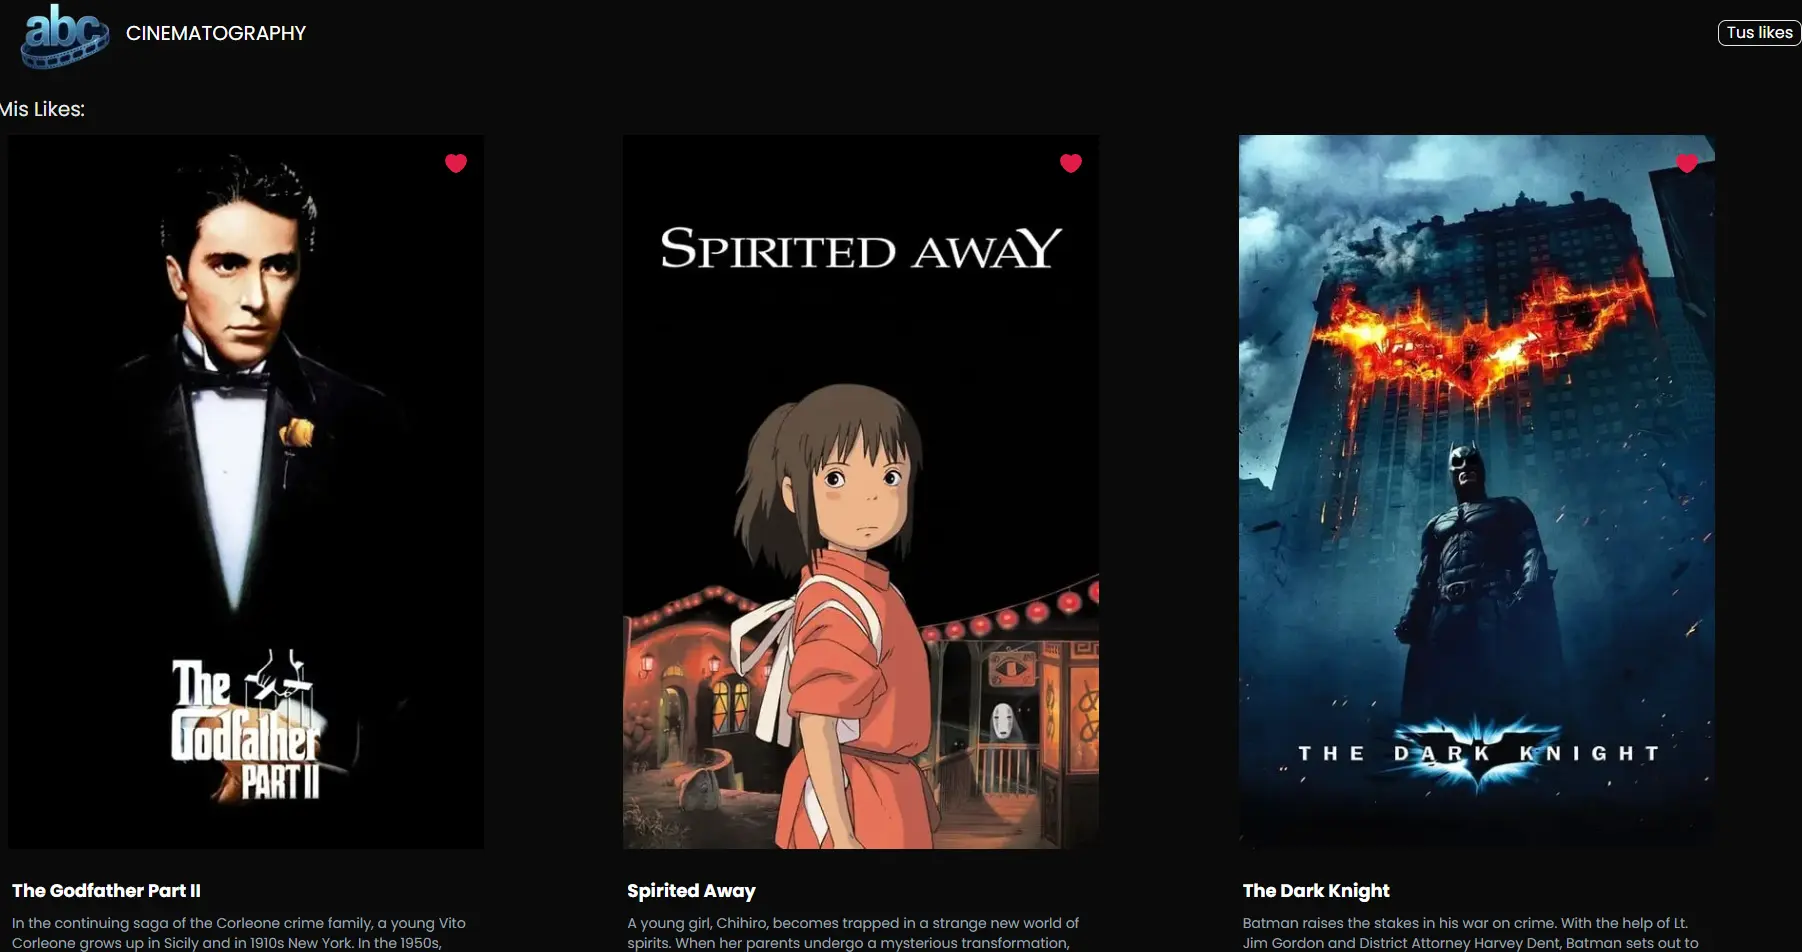 abc
CINEMATOGRAPHY
Tus likes
Mis Likes:
The
Godfather
PART II
SPIRITED AWAY
THE DARK KNIGHT
The Godfather Part II
In the continuing saga of the Corleone crime family, a young Vito
Corleone grows up in Sicily and in 1910s New York. In the 1950s,
Spirited Away
A young girl, Chihiro, becomes trapped in a strange new world of
spirits. When her parents undergo a mysterious transformation,
The Dark Knight
Batman raises the stakes in his war on crime. With the help of Lt.
Jim Gordon and District Attorney Harvey Dent, Batman sets out to